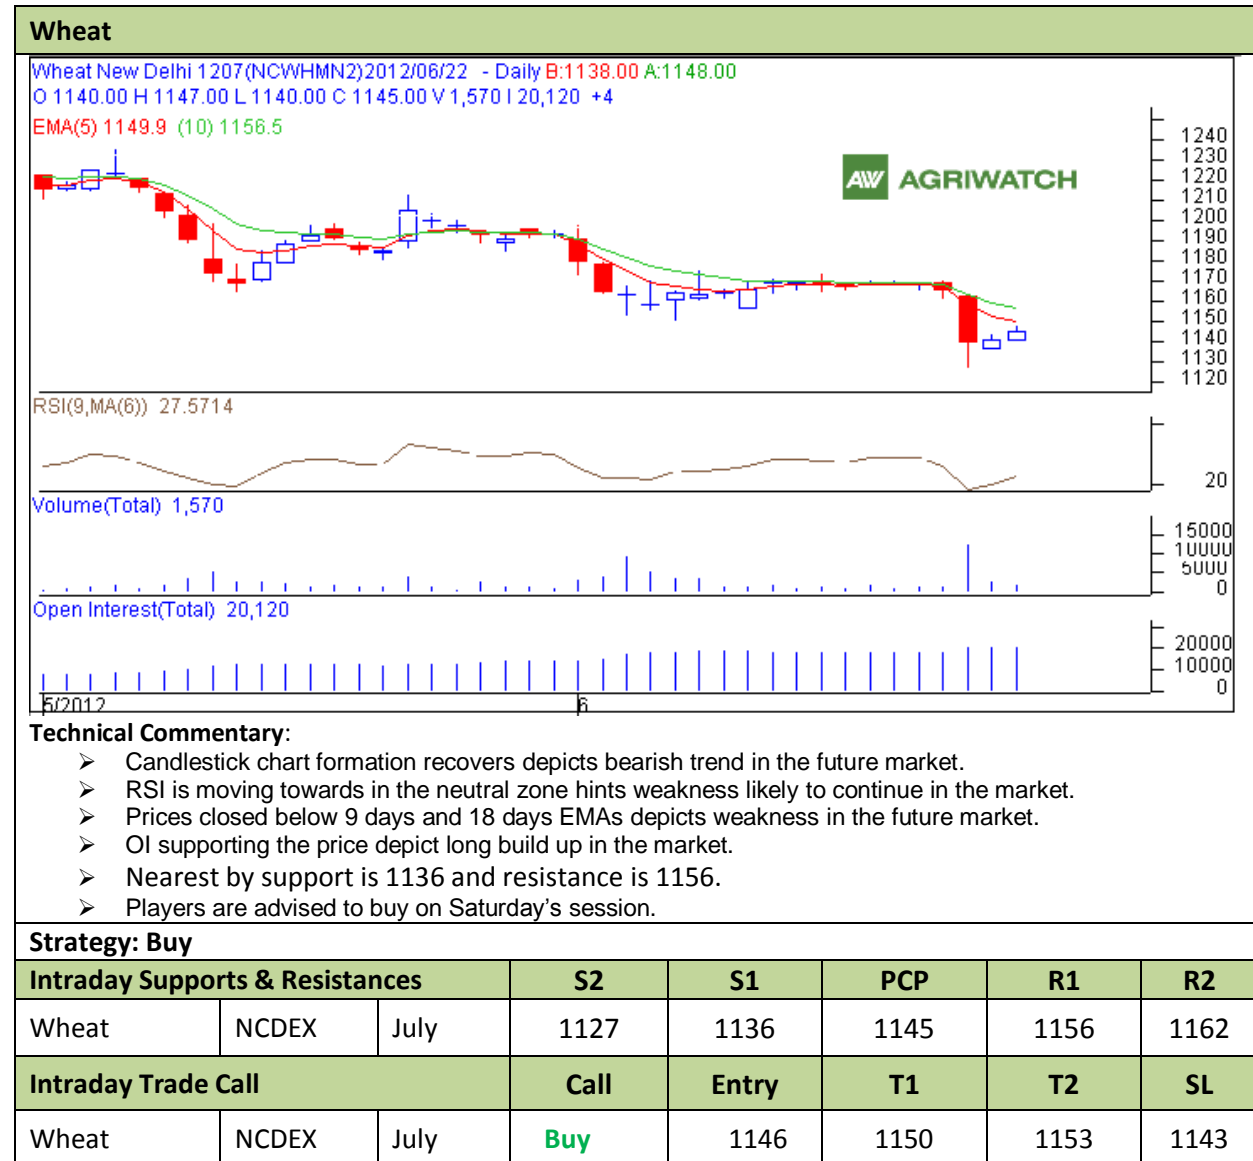 Wheat
Wheat New Delhi 1207(NCWHMN2)2012/06/22 - Daily B:1138.00 A:1148.00
O 1140.00 H 1147.00 L 1140.00 C 1145.00 V 1,570 I 20,120 +4
EMA(5) 1149.9 (10) 1156.5
AW AGRIWATCH
1240
1230
1220
1210
1200
1190
1180
1170
1160
1150
1140
1130
1120
RSI(9,MA(6)) 27.5714
20
Volume(Total) 1,570
15000
10000
5000
0
Open Interest(Total) 20,120
20000
10000
0
5/2012 6
Technical Commentary:
➢ Candlestick chart formation recovers depicts bearish trend in the future market.
➢ RSI is moving towards in the neutral zone hints weakness likely to continue in the market.
➢ Prices closed below 9 days and 18 days EMAs depicts weakness in the future market.
➢ OI supporting the price depict long build up in the market.
➢ Nearest by support is 1136 and resistance is 1156.
➢ Players are advised to buy on Saturday’s session.
Strategy: Buy
Intraday Supports & Resistances S2 S1 PCP R1 R2
Wheat NCDEX July 1127 1136 1145 1156 1162
Intraday Trade Call Call Entry T1 T2 SL
Wheat NCDEX July Buy 1146 1150 1153 1143